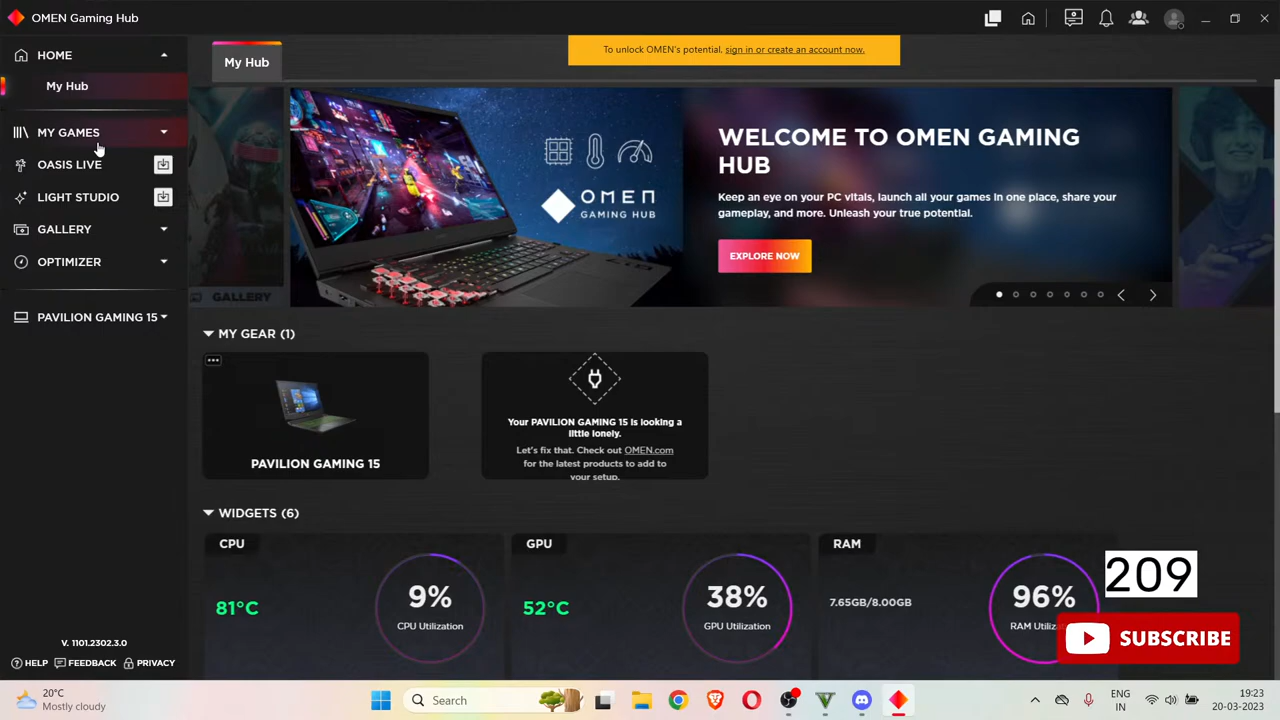 OMEN Gaming Hub
HOME
My Hub
MY GAMES
OASIS LIVE
LIGHT STUDIO
GALLERY
OPTIMIZER
PAVILION GAMING 15
V. 1101.2302.3.0
HELP FEEDBACK PRIVACY
My Hub
To unlock OMEN's potential, sign in or create an account now.
GALLERY
OMEN
GAMING HUB
WELCOME TO OMEN GAMING
HUB
Keep an eye on your PC vitals, launch all your games in one place, share your
gameplay, and more. Unleash your true potential.
EXPLORE NOW
MY GEAR (1)
PAVILION GAMING 15
Your PAVILION GAMING 15 is looking a
little lonely.
Let's fix that. Check out OMEN.com
for the latest products to add to
your setup.
WIDGETS (6)
CPU
81°C
9%
CPU Utilization
GPU
52°C
38%
GPU Utilization
RAM
7.65GB/8.00GB
96%
RAM Utiliz
209
SUBSCRIBE
20°C
Mostly cloudy
Search
ENG
IN
19:23
20-03-2023